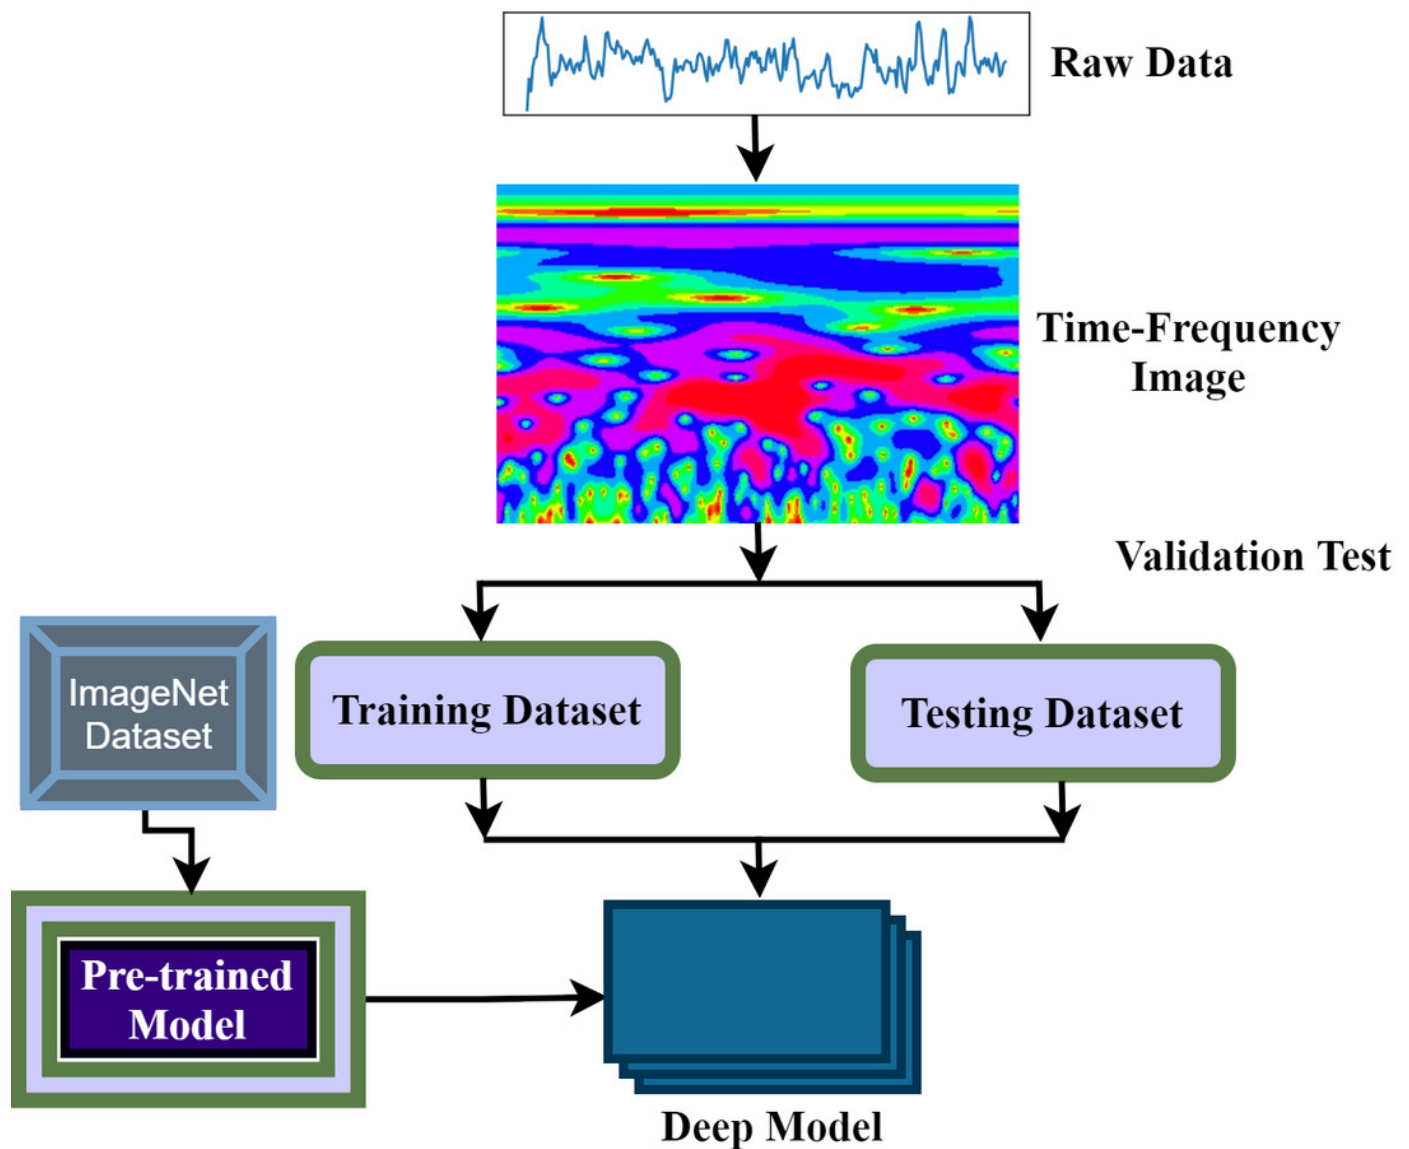 Raw Data
Time-Frequency
Image
Validation Test
ImageNet
Dataset
Training Dataset
Testing Dataset
Pre-trained
Model
Deep Model